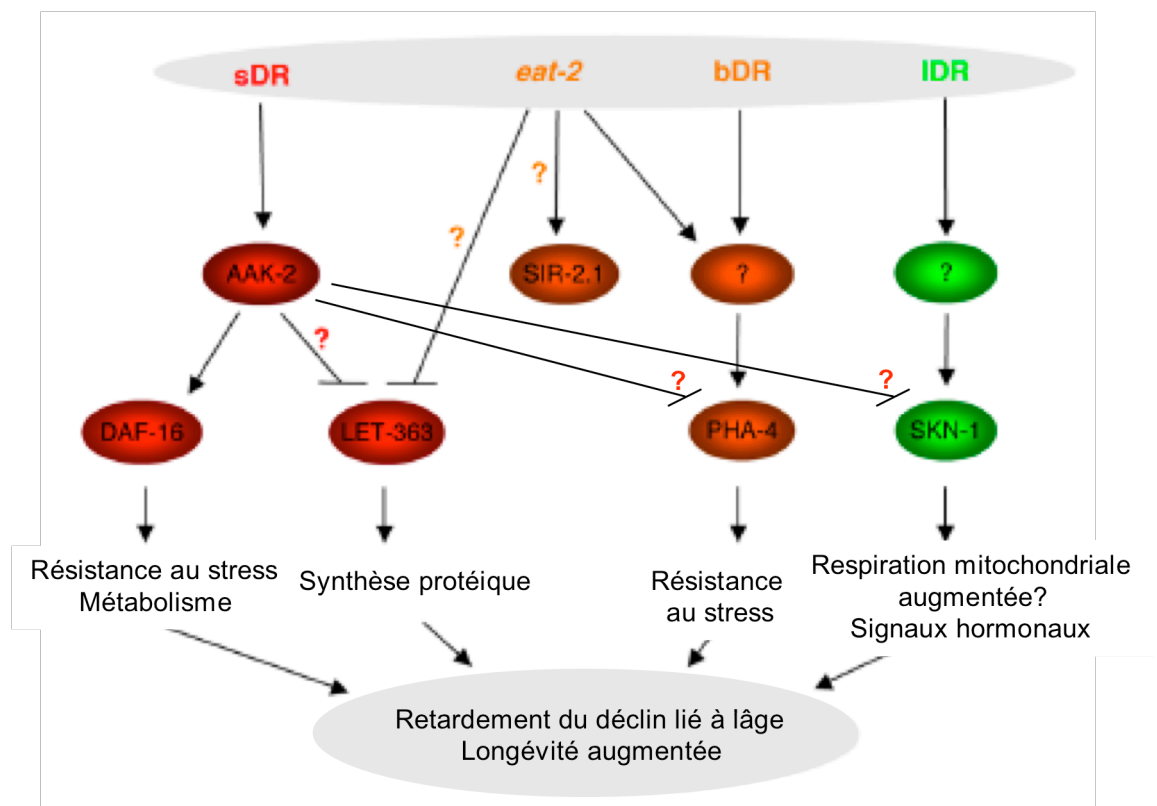 sDR
eat-2
bDR
IDR
?
?
AAK-2
SIR-2.1
?
?
?
?
?
DAF-16
LET-363
PHA-4
SKN-1
Résistance au stress
Métabolisme
Synthèse protéique
Résistance
au stress
Respiration mitochondriale
augmentée?
Signaux hormonaux
Retardement du déclin lié à lâge
Longévité augmentée